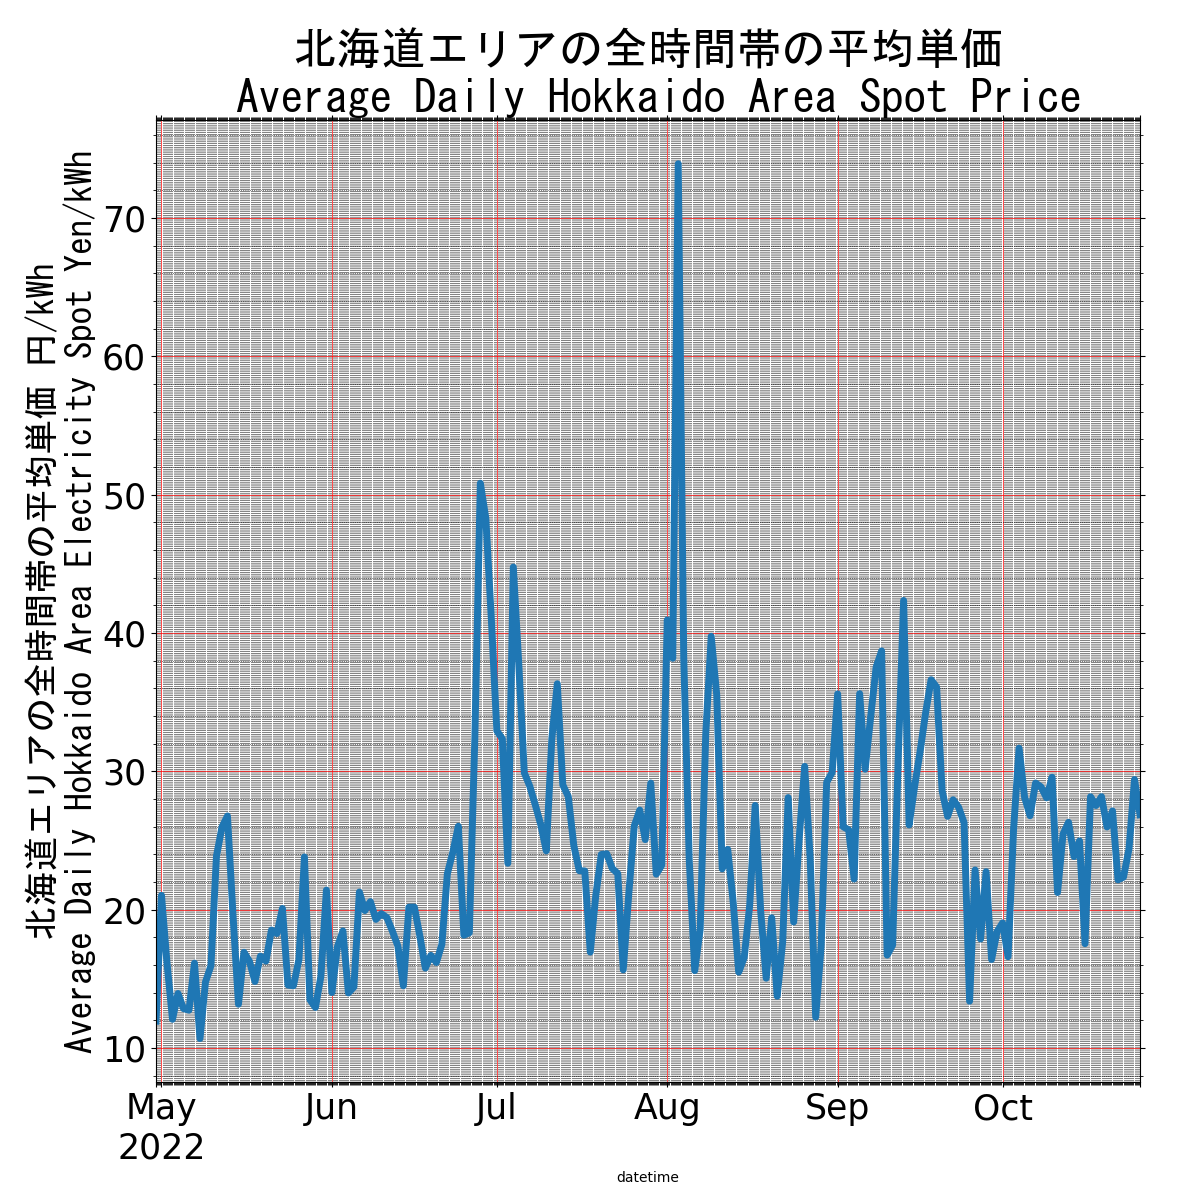 北海道エリアの全時間帯の平均単価
Average Daily Hokkaido Area Spot Price
北海道エリアの全時間帯の平均単価 円/kWh
Average Daily Hokkaido Area Electricity Spot Yen/kWh
70
60
50
40
30
20
10
May Jun Jul Aug Sep Oct
2022
datetime